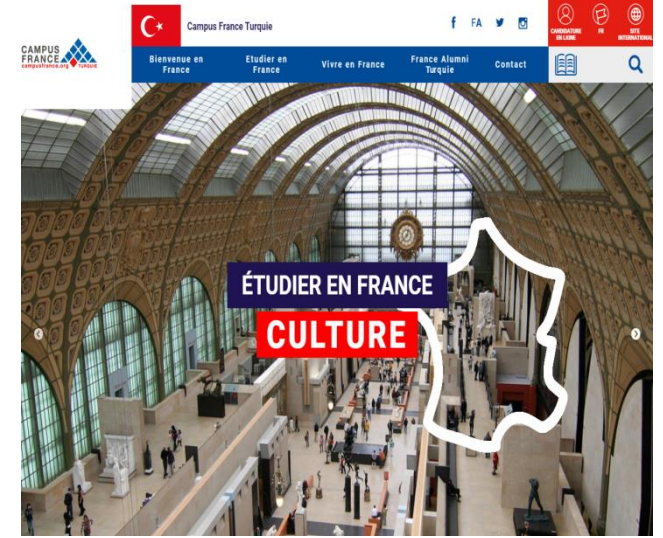 CAMPUS
FRANCE
campusfrance.org TURQUIE
Campus France Turquie
f FA
CANDIDATURE
EN LIGNE
FR
SITE
INTERNATIONAL
Bienvenue en
France
Etudier en
France
Vivre en France
France Alumni
Turquie
Contact
ÉTUDIER EN FRANCE
CULTURE